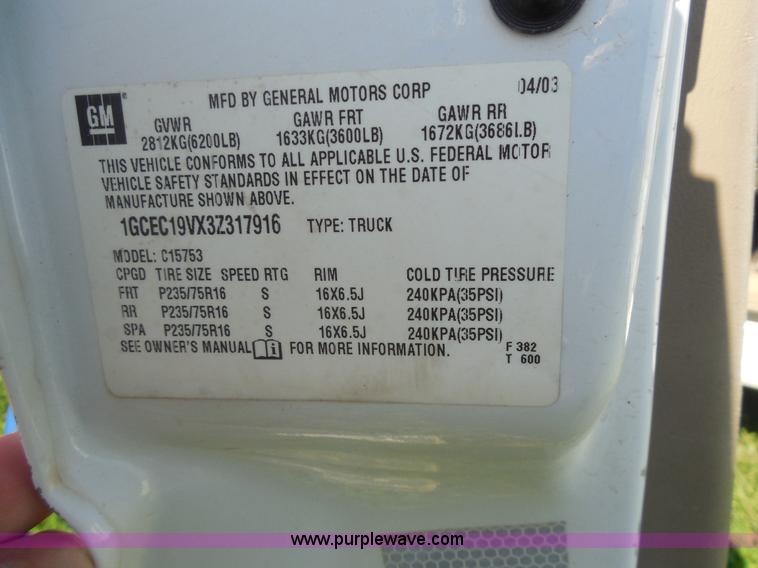 GM MFD BY GENERAL MOTORS CORP 04/03
GVWR GAWR FRT GAWR RR
2812KG(6200LB) 1633KG(3600LB) 1672KG(3686LB)
THIS VEHICLE CONFORMS TO ALL APPLICABLE U.S. FEDERAL MOTOR
VEHICLE SAFETY STANDARDS IN EFFECT ON THE DATE OF
MANUFACTURE SHOWN ABOVE.
1GCEC19VX3Z317916 TYPE: TRUCK
MODEL: C15753
CPGD TIRE SIZE SPEED RTG RIM COLD TIRE PRESSURE
FRT P235/75R16 S 16X6.5J 240KPA(35PSI)
RR P235/75R16 S 16X6.5J 240KPA(35PSI)
SPA P235/75R16 S 16X6.5J 240KPA(35PSI)
SEE OWNER'S MANUAL FOR MORE INFORMATION. F 382
T 600
www.purplewave.com